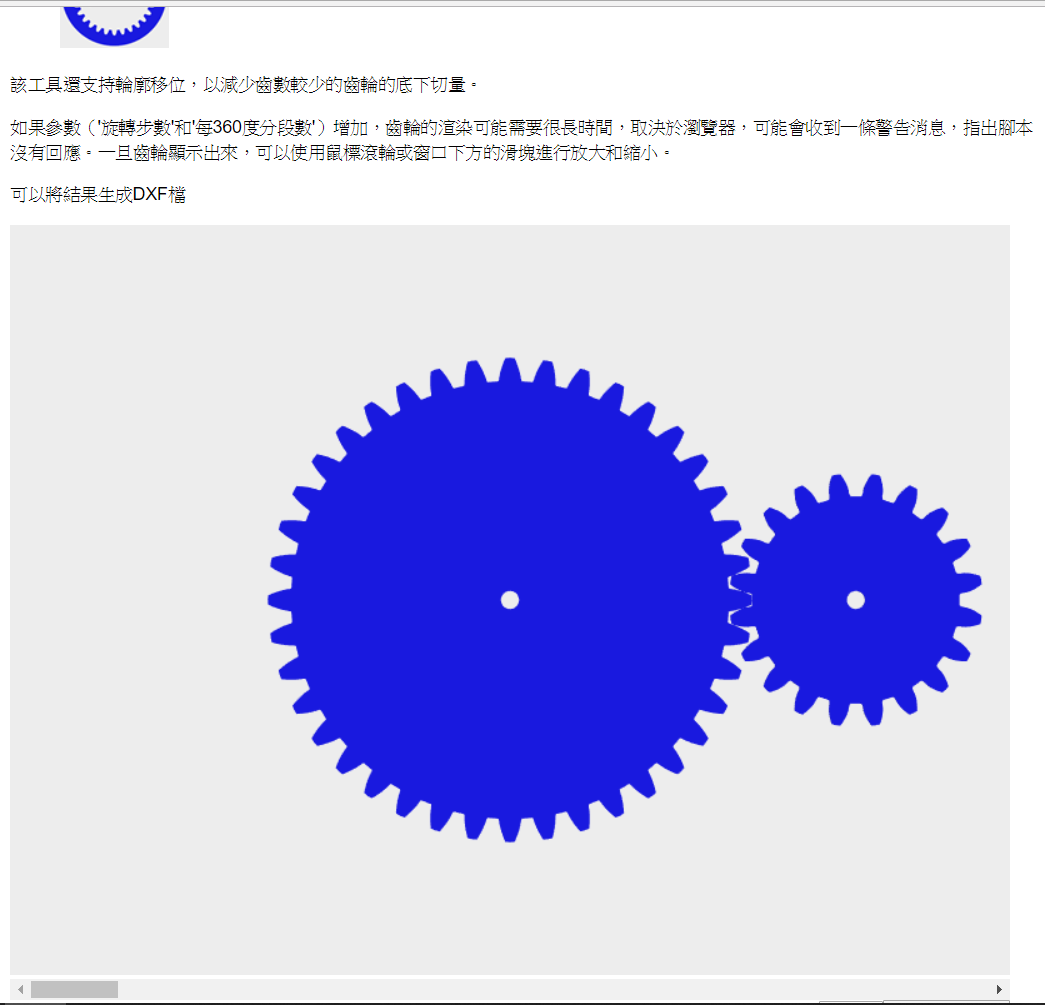 該工具還支持輪廓移位，以減少齒數較少的齒輪的底下切量。
如果參數（'旋轉步數'和'每360度分段數'）增加，齒輪的渲染可能需要很長時間，取決於瀏覽器，可能會收到一條警告消息，指出腳本
沒有回應。一旦齒輪顯示出來，可以使用鼠標滾輪或窗口下方的滑塊進行放大和縮小。
可以將結果生成DXF檔